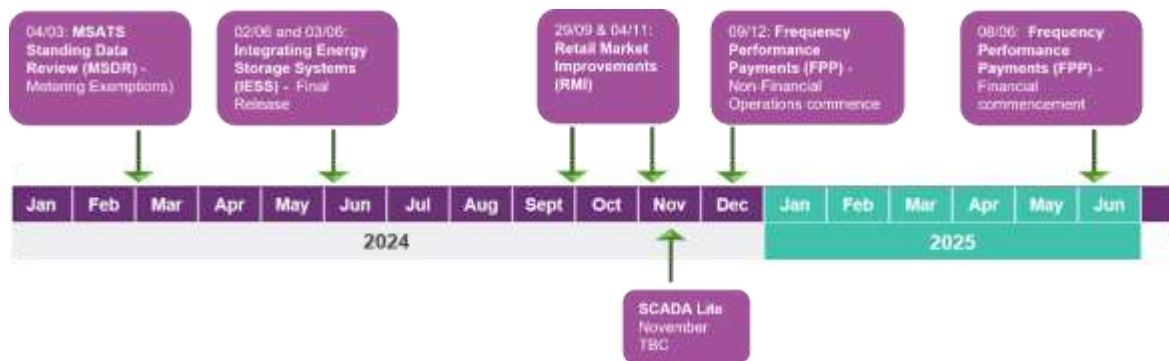 04/03: MSATS
Standing Data
Review (MSDR) -
Metering Exemptions)
02/06 and 03/06:
Integrating Energy
Storage Systems
(IESS) - Final
Release
29/09 & 04/11:
Retail Market
Improvements
(RMI)
09/12: Frequency
Performance
Payments (FPP) -
Non-Financial
Operations commence
08/06: Frequency
Performance
Payments (FPP) -
Financial
commencement
Jan Feb Mar Apr May Jun Jul Aug Sept Oct Nov Dec Jan Feb Mar Apr May Jun
2024 2025
SCADA Lite
November
TBC